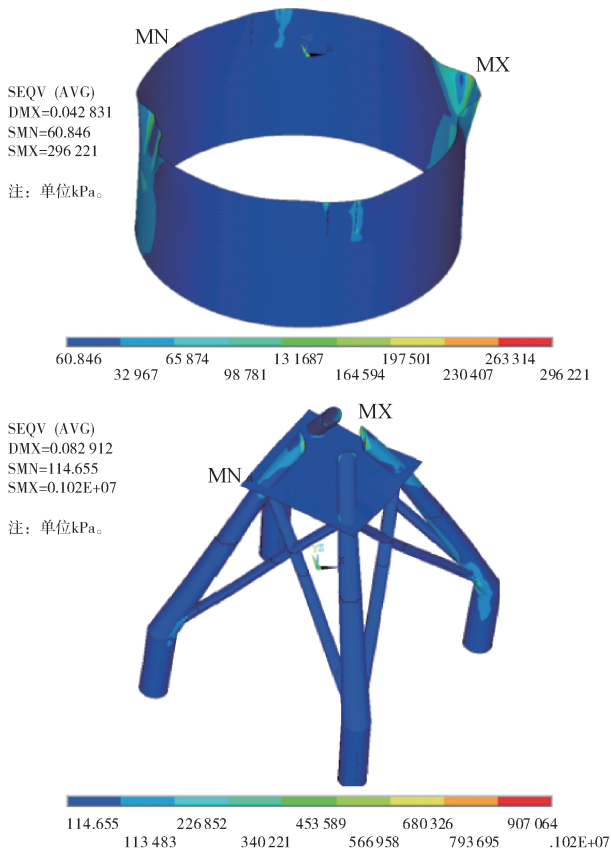 MN
MX
SEQV (AVG)
DMX=0.042 831
SMN=60.846
SMX=296 221
注：单位kPa。
60.846 65 874 13 1687 197 501 263 314
32 967 98 781 164 594 230 407 296 221
SEQV (AVG)
DMX=0.082 912
SMN=114.655
SMX=0.102E+07
注：单位kPa。
MX
MN
YZ
114.655 226 852 453 589 680 326 907 064
113 483 340 221 566 958 793 695 .102E+07